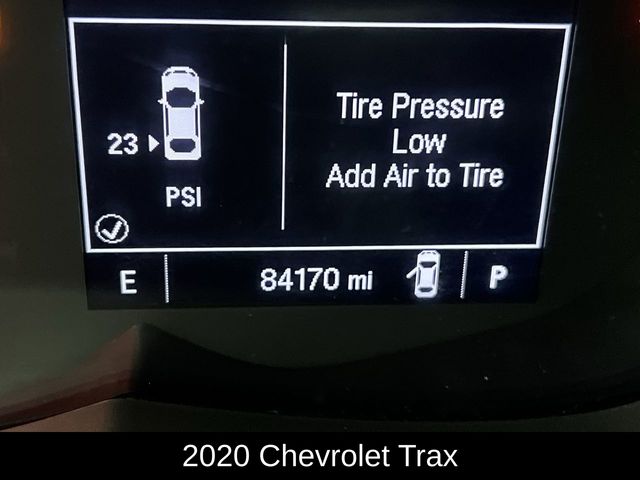 Tire Pressure
Low
Add Air to Tire
23
PSI
E
84170 mi
P
2020 Chevrolet Trax